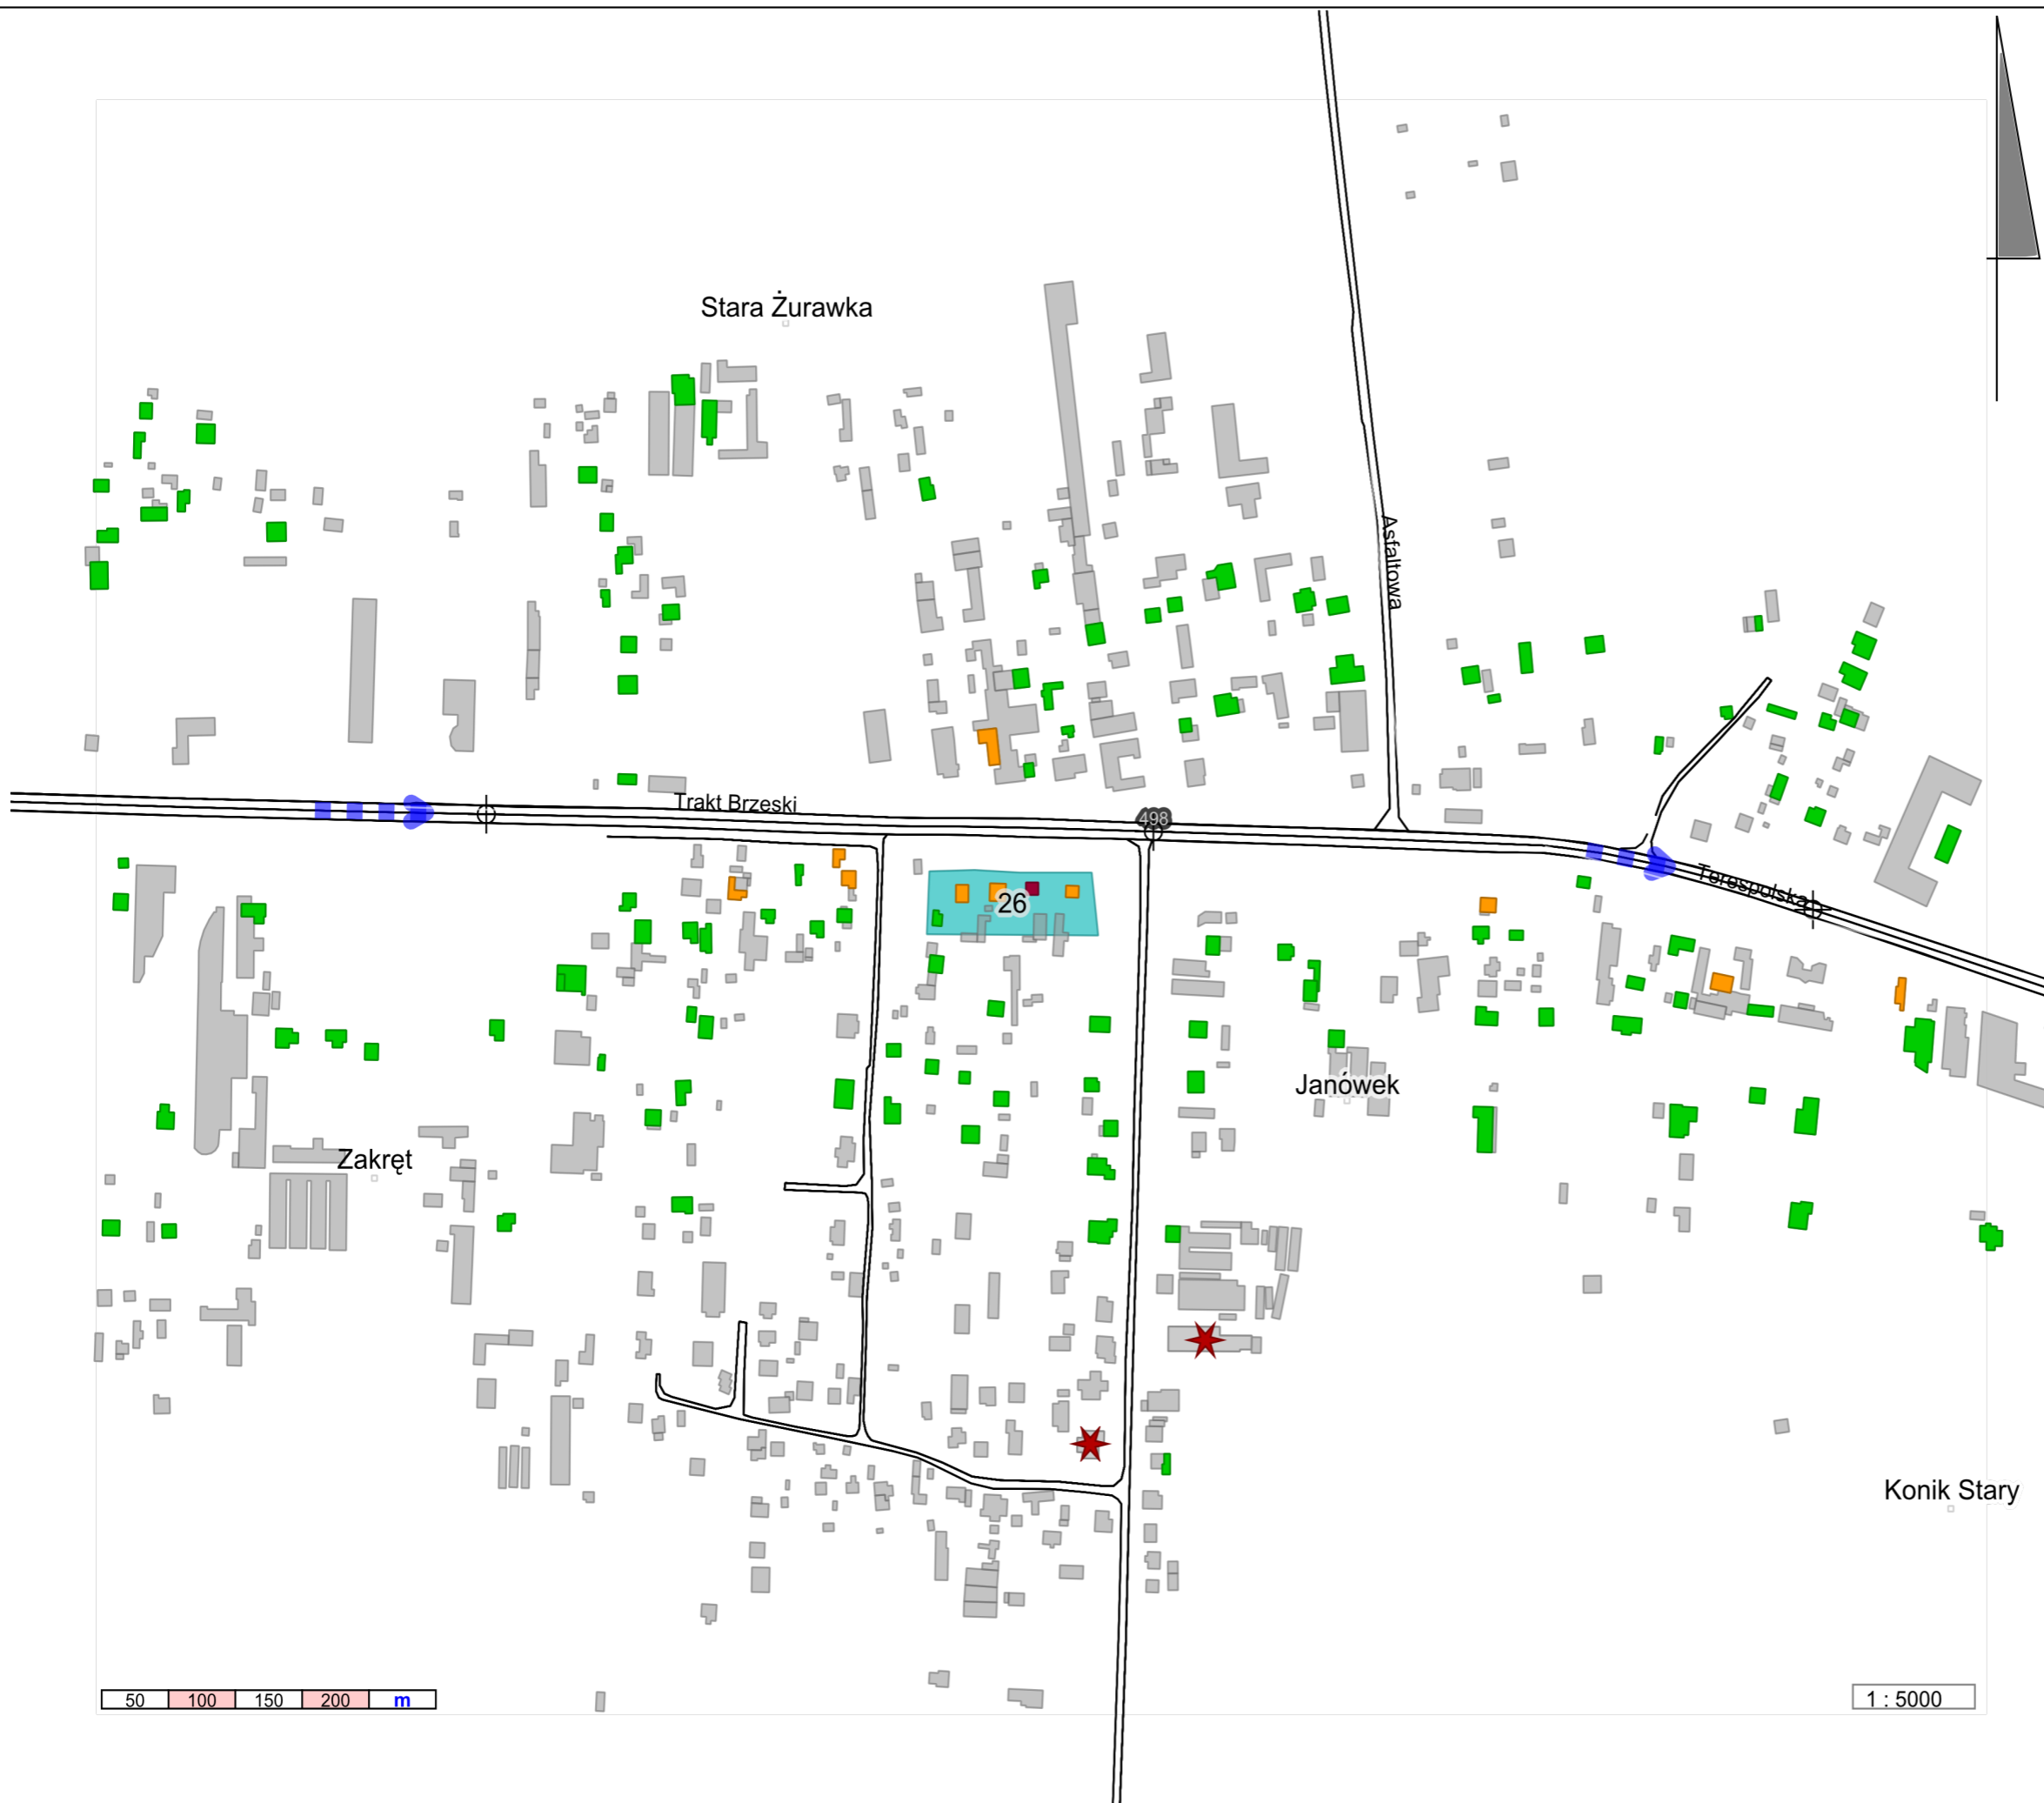 Stara Żurawka
Asfaltowa
Trakt Brzeski
498
Terespolska
26
Janówek
Zakręt
Konik Stary
50 100 150 200 m
1 : 5000